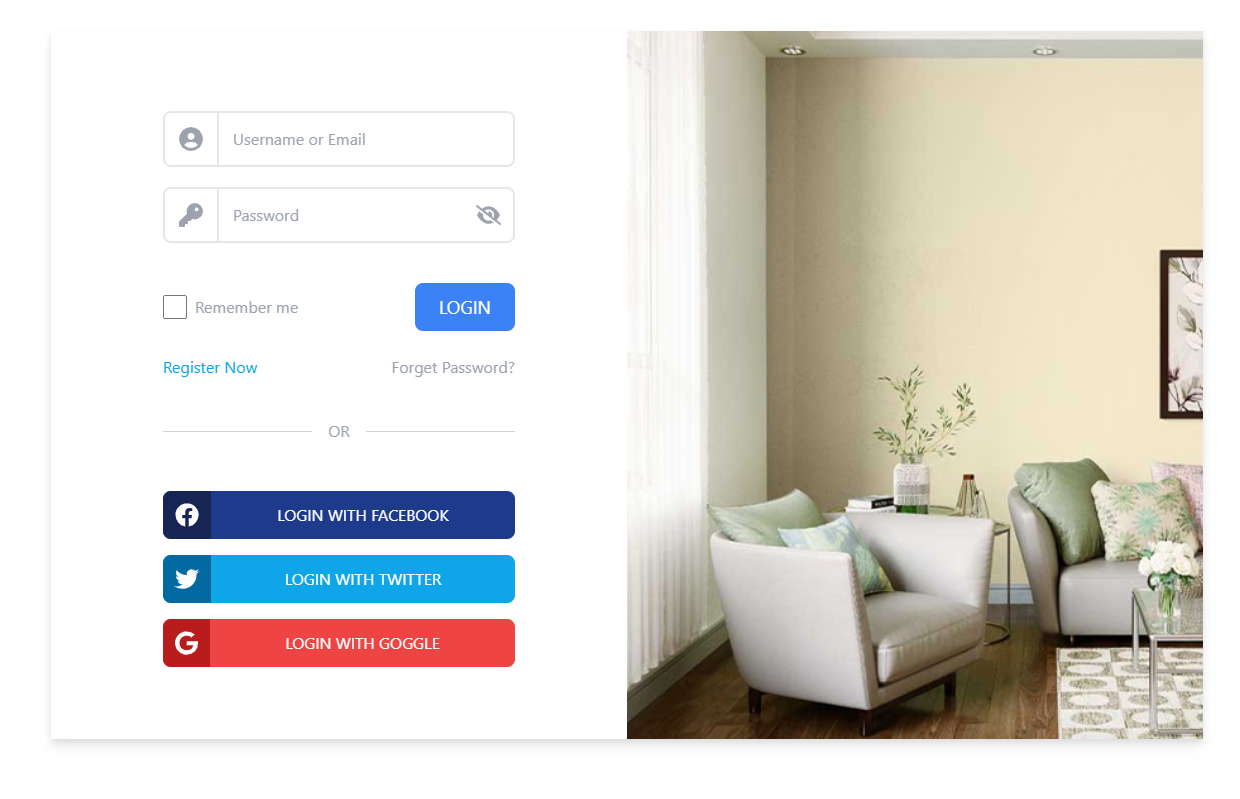 Username or Email
Password
Remember me
LOGIN
Register Now
Forget Password?
OR
LOGIN WITH FACEBOOK
LOGIN WITH TWITTER
LOGIN WITH GOGGLE